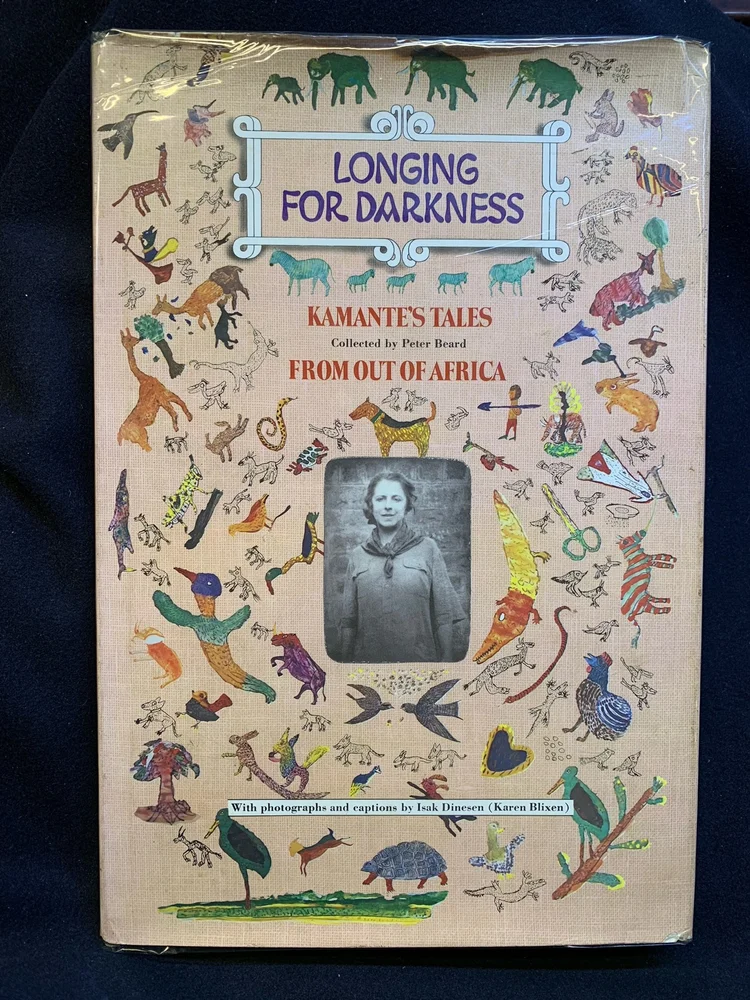 LONGING
FOR DARKNESS
KAMANTE'S TALES
Collected by Peter Beard
FROM OUT OF AFRICA
With photographs and captions by Isak Dinesen (Karen Blixen)